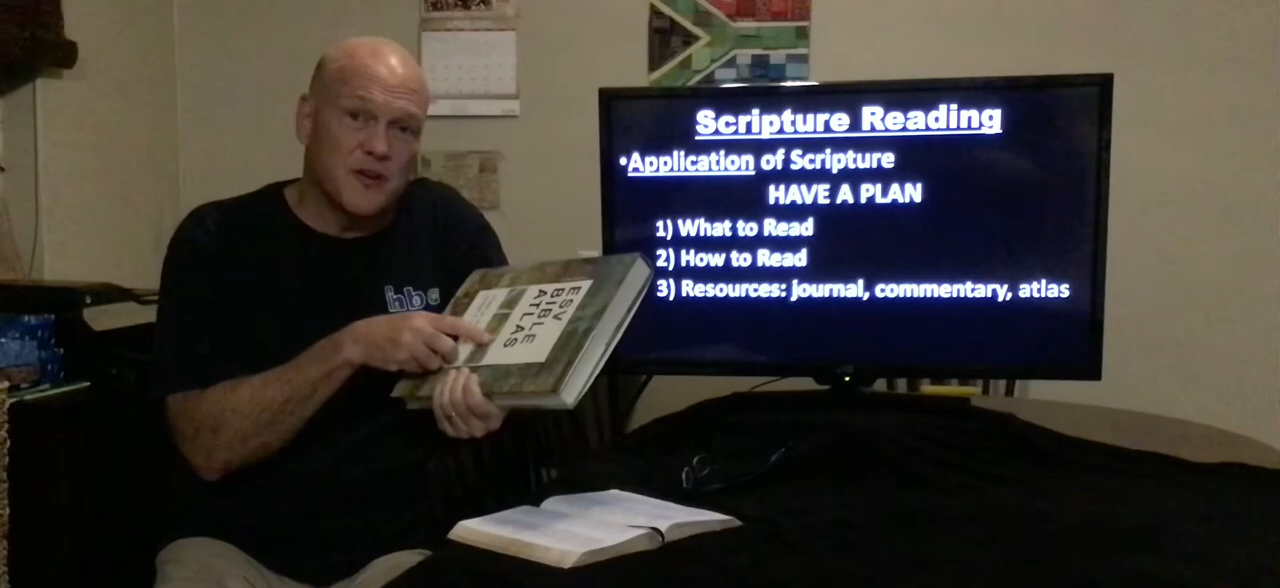 Scripture Reading
•Application of Scripture
HAVE A PLAN
1) What to Read
2) How to Read
3) Resources: journal, commentary, atlas
hbc
ESV
BIBLE
ATLAS